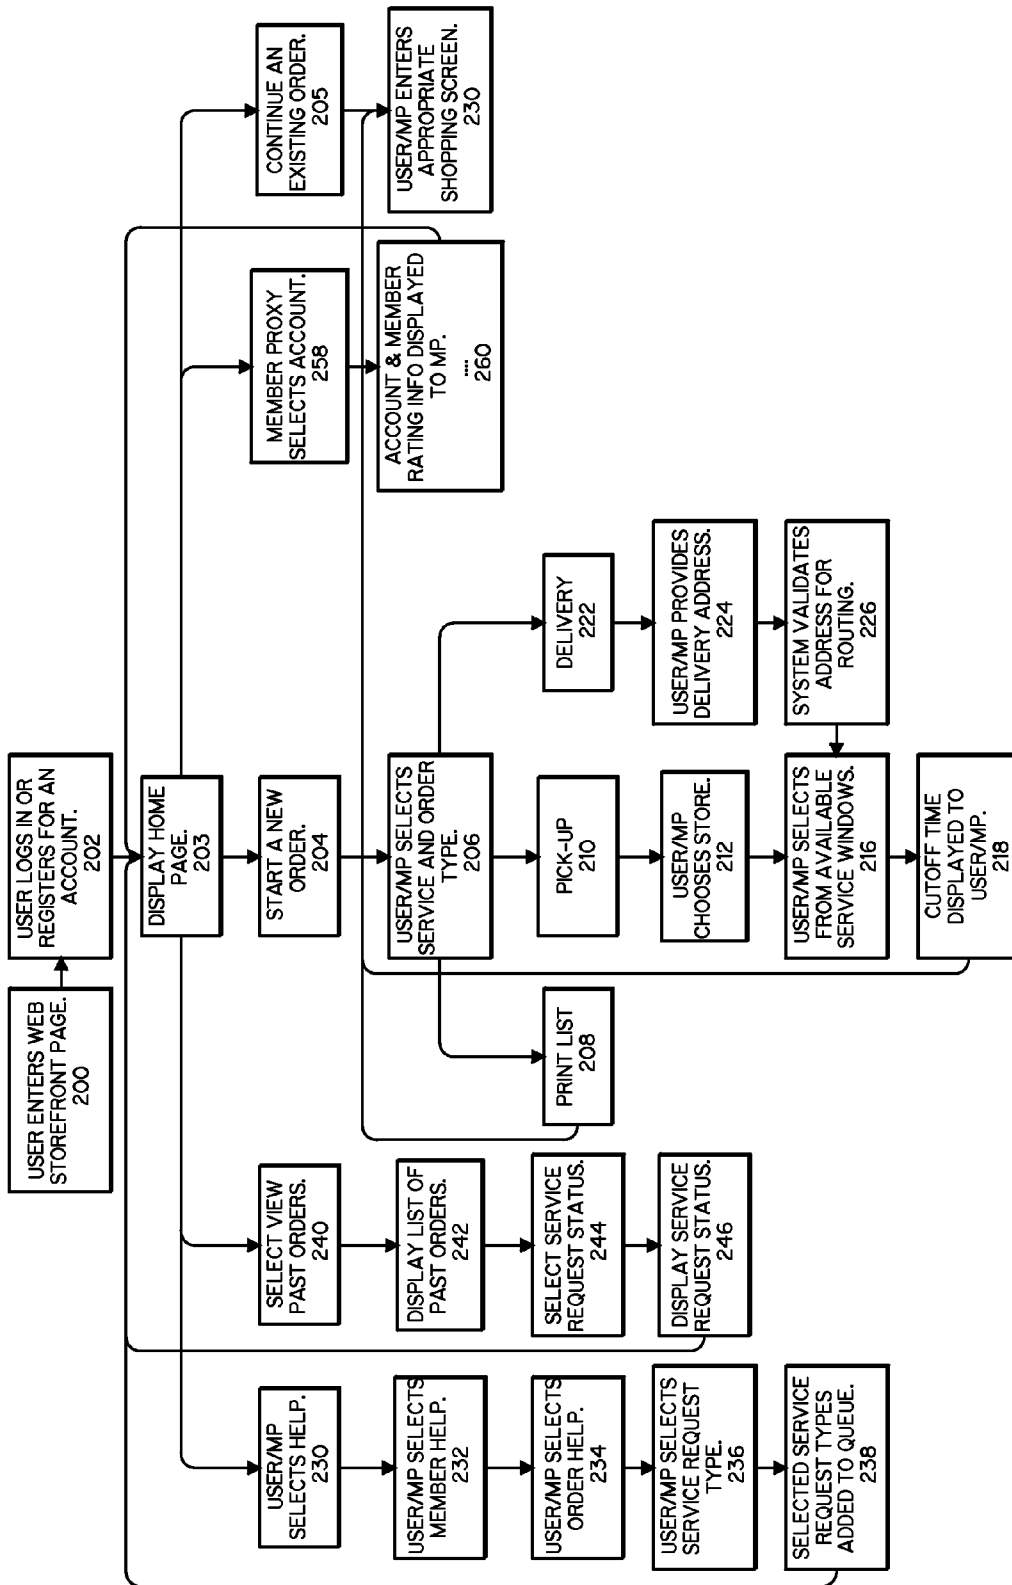 USER ENTERS WEB
STOREFRONT PAGE.
200
USER LOGS IN OR
REGISTERS FOR AN
ACCOUNT.
202
DISPLAY HOME
PAGE.
203
USER/MP
SELECTS HELP.
230
SELECT VIEW
PAST ORDERS.
240
START A NEW
ORDER.
204
MEMBER PROXY
SELECTS ACCOUNT.
258
CONTINUE AN
EXISTING ORDER.
205
USER/MP SELECTS
MEMBER HELP.
232
DISPLAY LIST OF
PAST ORDERS.
242
USER/MP SELECTS
SERVICE AND ORDER
TYPE.
206
ACCOUNT & MEMBER
RATING INFO DISPLAYED
TO MP.
....
260
USER/MP ENTERS
APPROPRIATE
SHOPPING SCREEN.
230
USER/MP SELECTS
ORDER HELP.
234
SELECT SERVICE
REQUEST STATUS.
244
PRINT LIST
208
PICK-UP
210
DELIVERY
222
USER/MP SELECTS
SERVICE REQUEST
TYPE.
236
DISPLAY SERVICE
REQUEST STATUS.
246
USER/MP
CHOOSES STORE.
212
USER/MP PROVIDES
DELIVERY ADDRESS.
224
SELECTED SERVICE
REQUEST TYPES
ADDED TO QUEUE.
238
USER/MP SELECTS
FROM AVAILABLE
SERVICE WINDOWS.
216
SYSTEM VALIDATES
ADDRESS FOR
ROUTING.
226
CUTOFF TIME
DISPLAYED TO
USER/MP.
218